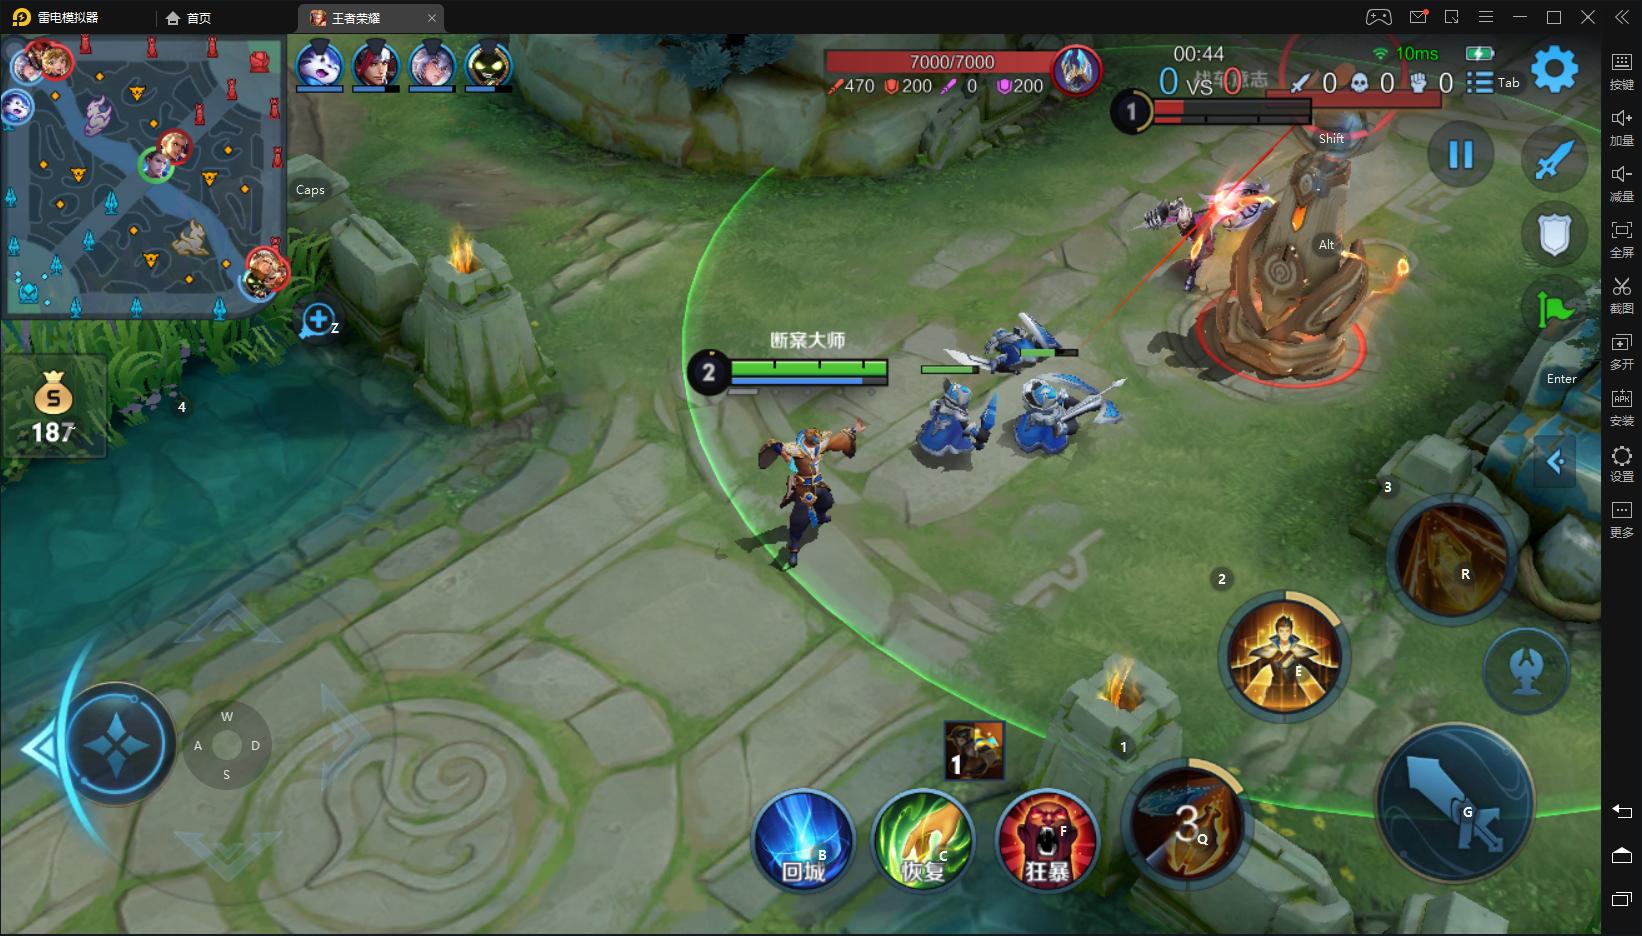 雷电模拟器
首页
王者荣耀
7000/7000
470 200 0 200
00:44
10ms
0 VS 0
0 0 0
Tab
1
Shift
Caps
Alt
Z
断案大师
2
187
4
Enter
3
R
2
E
W
A D
S
1
1
3
Q
G
B
回城
C
恢复
F
狂暴
按键
加量
减量
全屏
截图
多开
APK
安装
设置
更多